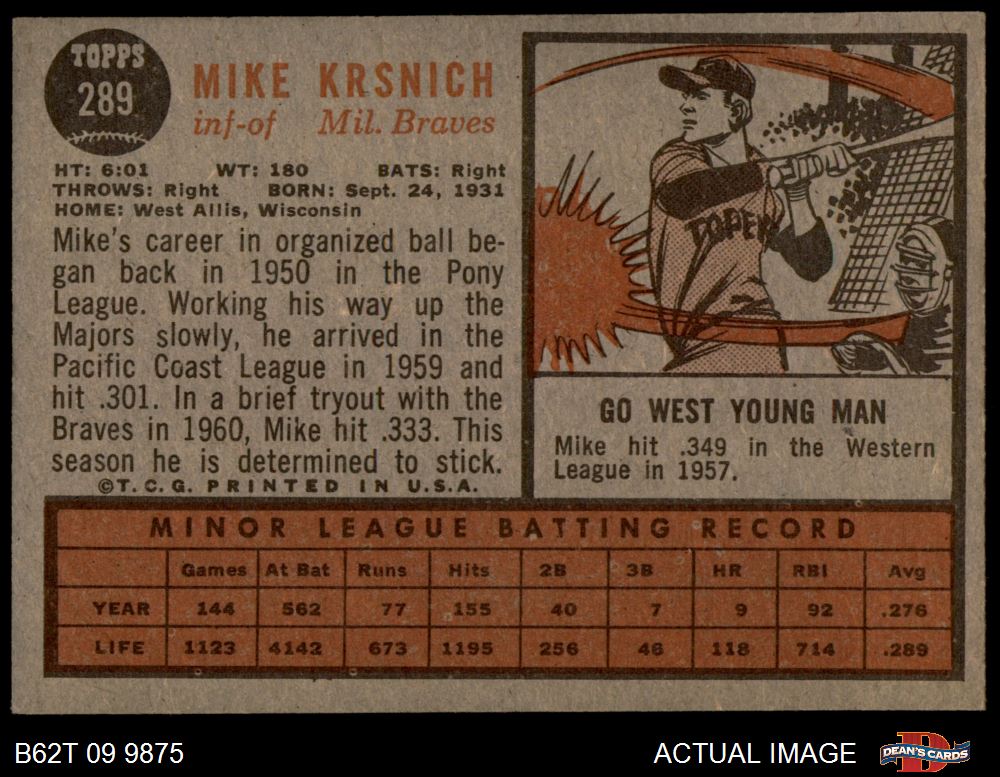 TOPPS
289
MIKE KRSNICH
inf-of Mil. Braves
HT: 6:01 WT: 180 BATS: Right
THROWS: Right BORN: Sept. 24, 1931
HOME: West Allis, Wisconsin
Mike's career in organized ball be-
gan back in 1950 in the Pony
League. Working his way up the
Majors slowly, he arrived in the
Pacific Coast League in 1959 and
hit .301. In a brief tryout with the
Braves in 1960, Mike hit .333. This
season he is determined to stick.
©T.C.G. PRINTED IN U.S.A.
TOPEK
GO WEST YOUNG MAN
Mike hit .349 in the Western
League in 1957.
MINOR LEAGUE BATTING RECORD
Games At Bat Runs Hits 2B 3B HR RBI Avg
YEAR 144 562 77 155 40 7 9 92 .276
LIFE 1123 4142 673 1195 256 46 118 714 .289
B62T 09 9875 ACTUAL IMAGE
D
DEAN'S CARDS